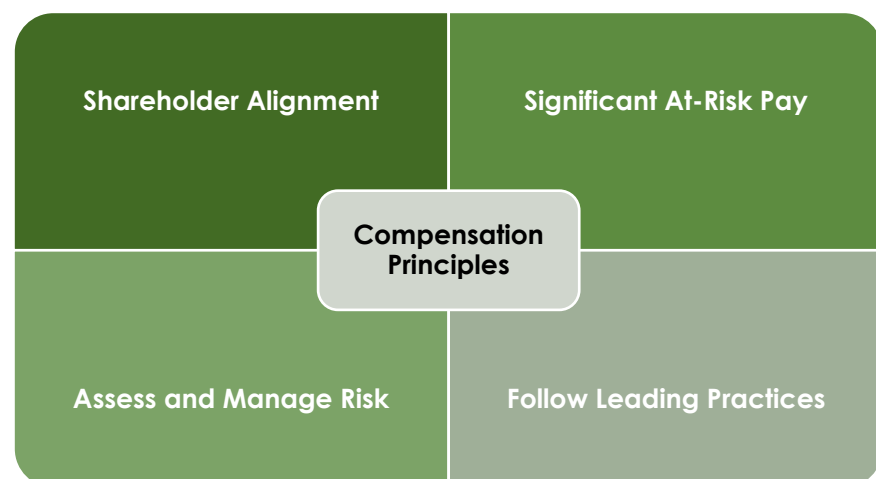 Shareholder Alignment
Significant At-Risk Pay
Compensation
Principles
Assess and Manage Risk
Follow Leading Practices